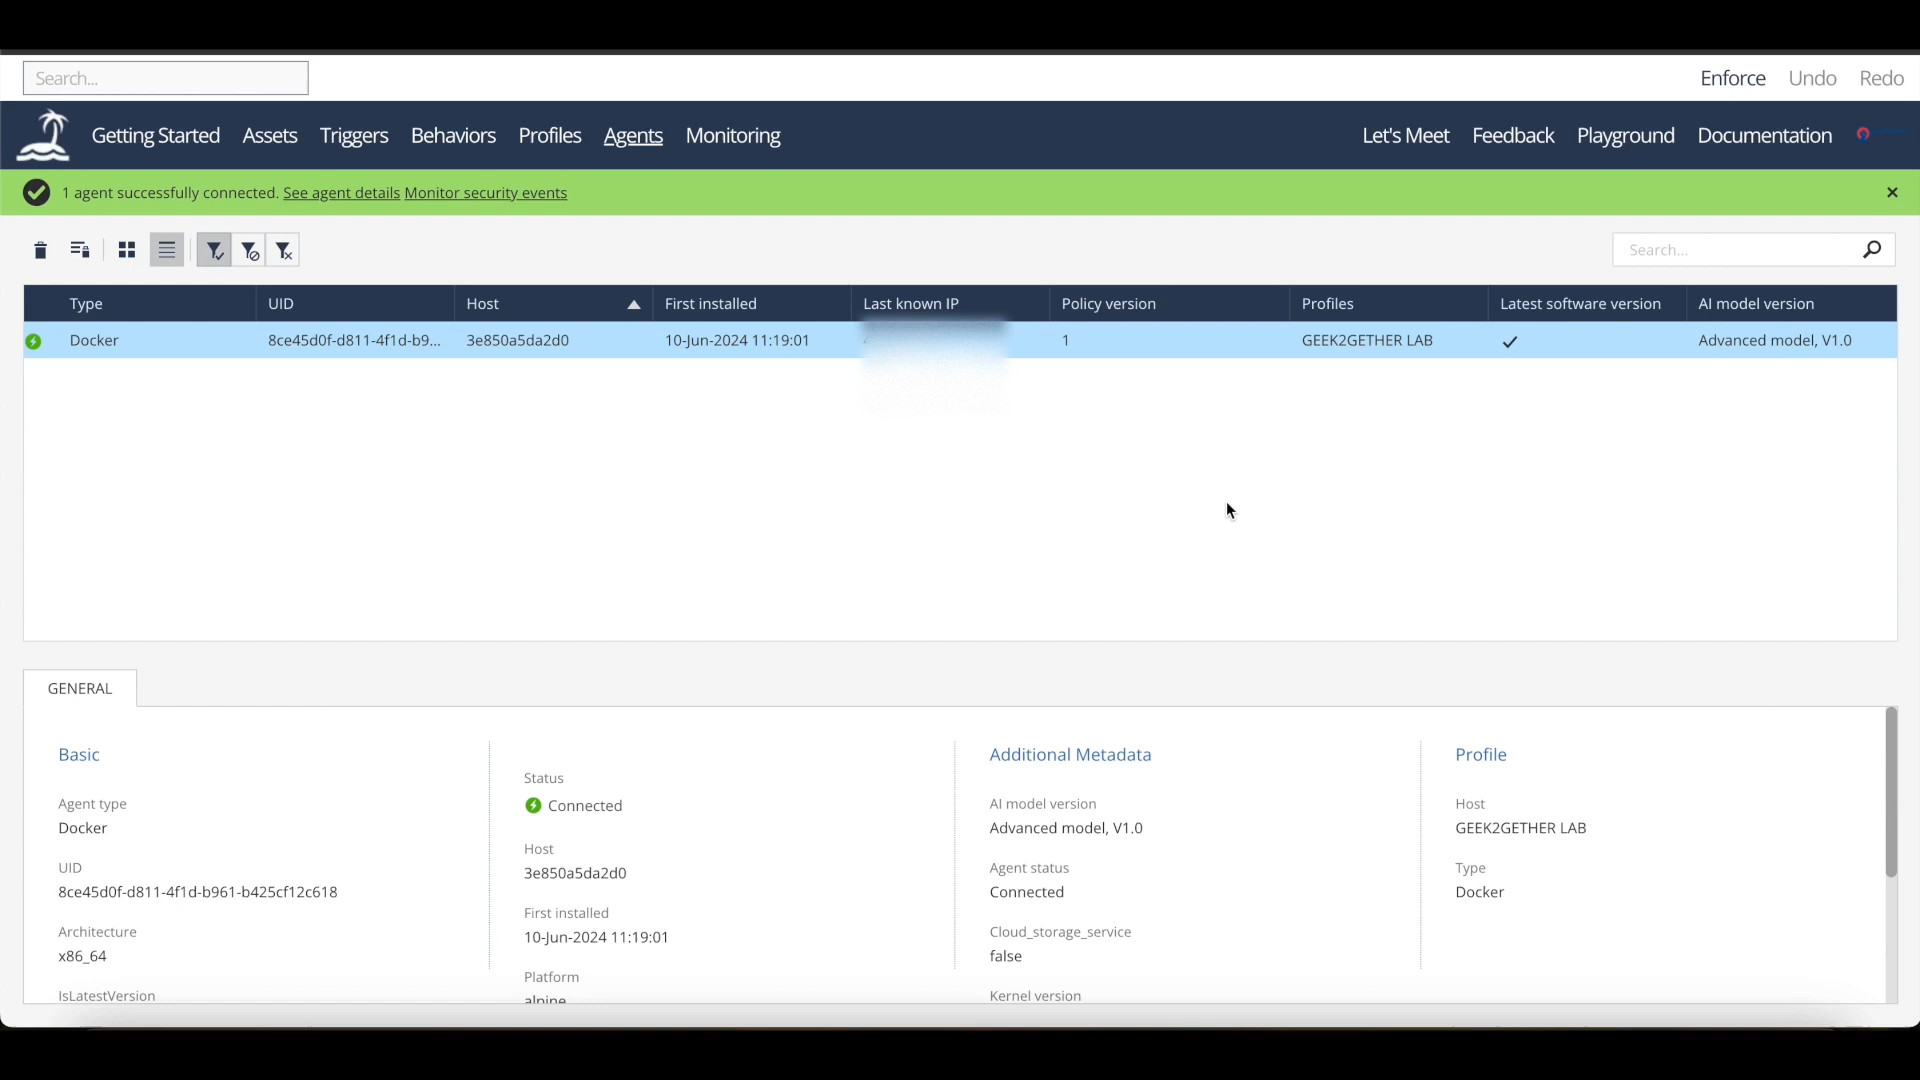 Search...
Enforce Undo Redo
Getting Started Assets Triggers Behaviors Profiles Agents Monitoring
Let's Meet Feedback Playground Documentation
1 agent successfully connected. See agent details Monitor security events
Search...
Type UID Host First installed Last known IP Policy version Profiles Latest software version AI model version
Docker 8ce45d0f-d811-4f1d-b9... 3e850a5da2d0 10-Jun-2024 11:19:01 1 GEEK2GETHER LAB Advanced model, V1.0
GENERAL
Basic
Agent type
Docker
UID
8ce45d0f-d811-4f1d-b961-b425cf12c618
Architecture
x86_64
IsLatestVersion
Status
Connected
Host
3e850a5da2d0
First installed
10-Jun-2024 11:19:01
Platform
alpine
Additional Metadata
AI model version
Advanced model, V1.0
Agent status
Connected
Cloud_storage_service
false
Kernel version
Profile
Host
GEEK2GETHER LAB
Type
Docker